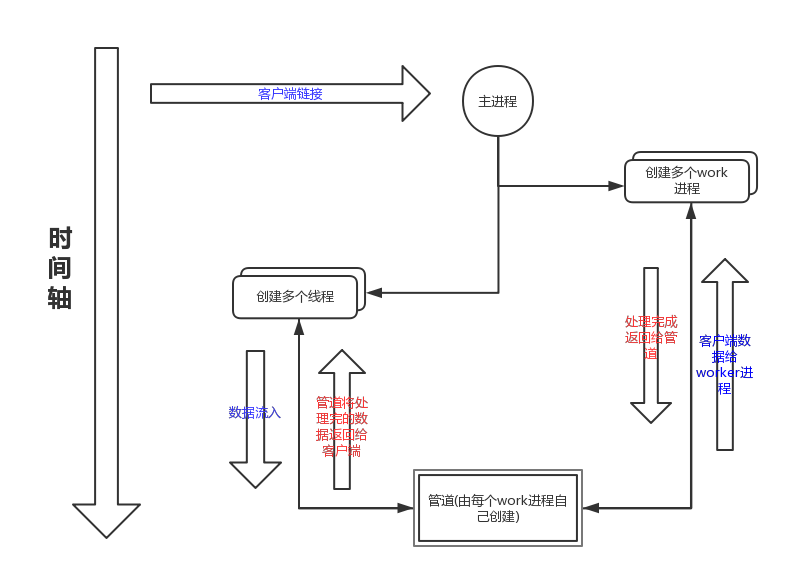 客户端链接
主进程
创建多个work
进程
时
间
轴
创建多个线程
处理完成
返回给管
道
客户端数
据给
worker进
程
数据流入
管道将处
理完的数
据返回给
客户端
管道(由每个work进程自
己创建)